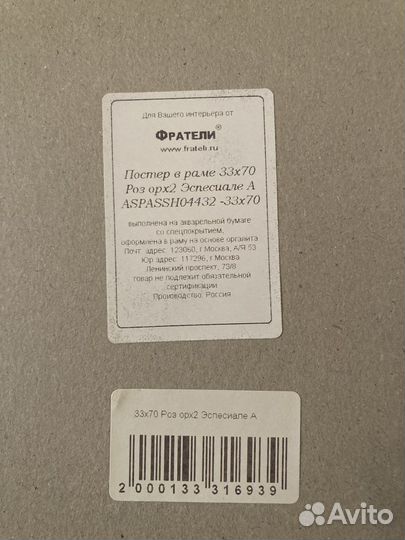 Для Вашего интерьера от
ФРАТЕЛИ®
www.frateli.ru
Постер в раме 33х70
Роз орх2 Эспесиале А
ASPASSH04432 -33х70
выполнена на акварельной бумаге
со спецпокрытием,
оформлена в раму на основе оргалита
Почт. адрес: 123060, г Москва, А/Я 53
Юр адрес: 117296, г Москва
Ленинский проспект, 73/8
товар не подлежит обязательной
сертификации
Производство: Россия
33х70 Роз орх2 Эспесиале А
2 000133 316939
Avito